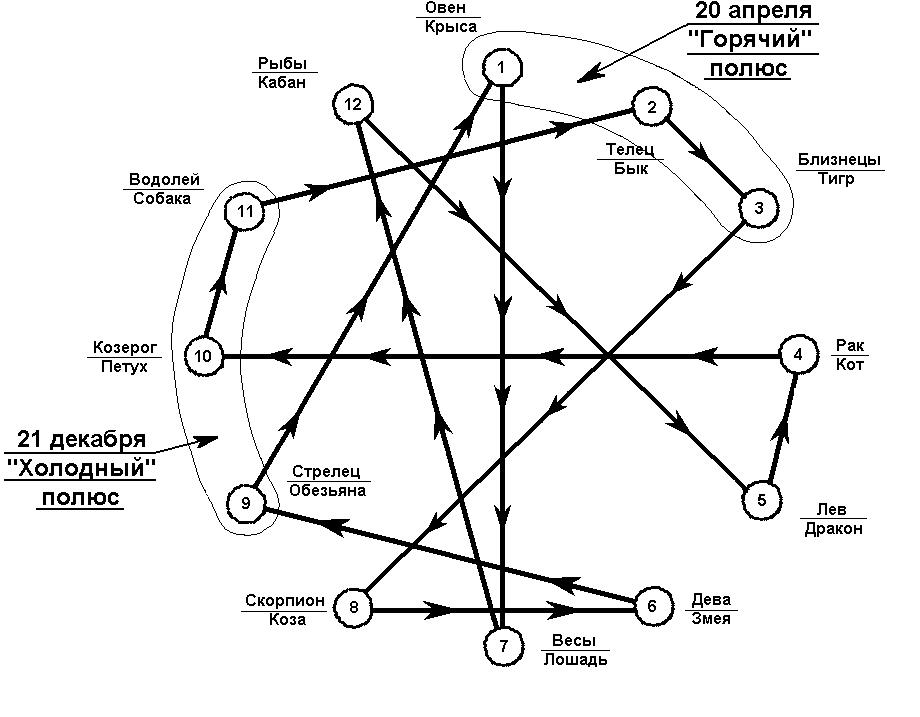 Овен
Крыса
20 апреля
"Горячий"
полюс
1
Рыбы
Кабан
12
2
Телец
Бык
Близнецы
Тигр
3
Водолей
Собака
11
Козерог
Петух
10
4
Рак
Кот
21 декабря
"Холодный"
полюс
9
Стрелец
Обезьяна
5
Лев
Дракон
Скорпион
Коза
8
6
Дева
Змея
7
Весы
Лошадь